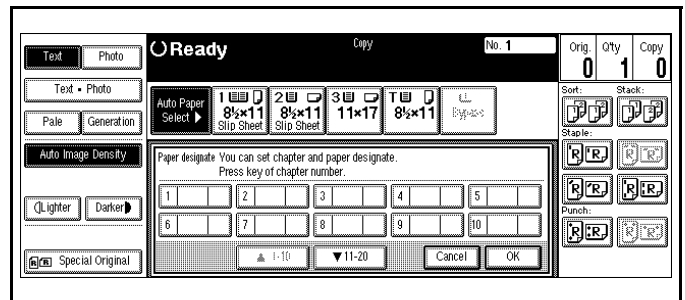 Text Photo
Text • Photo
Pale Generation
Auto Image Density
Lighter Darker
Special Original
Ready
Copy
No. 1
Auto Paper
Select ▶
1
8½×11
Slip Sheet
2
8½×11
Slip Sheet
3
11×17
T
8½×11
Bypass
Paper designate You can set chapter and paper designate.
Press key of chapter number.
1 2 3 4 5
6 7 8 9 10
▲ 1-10 ▼11-20 Cancel OK
Orig. Q'ty Copy
0 1 0
Sort: Stack:
Staple:
R R R R
R R R R
Punch:
R R R R